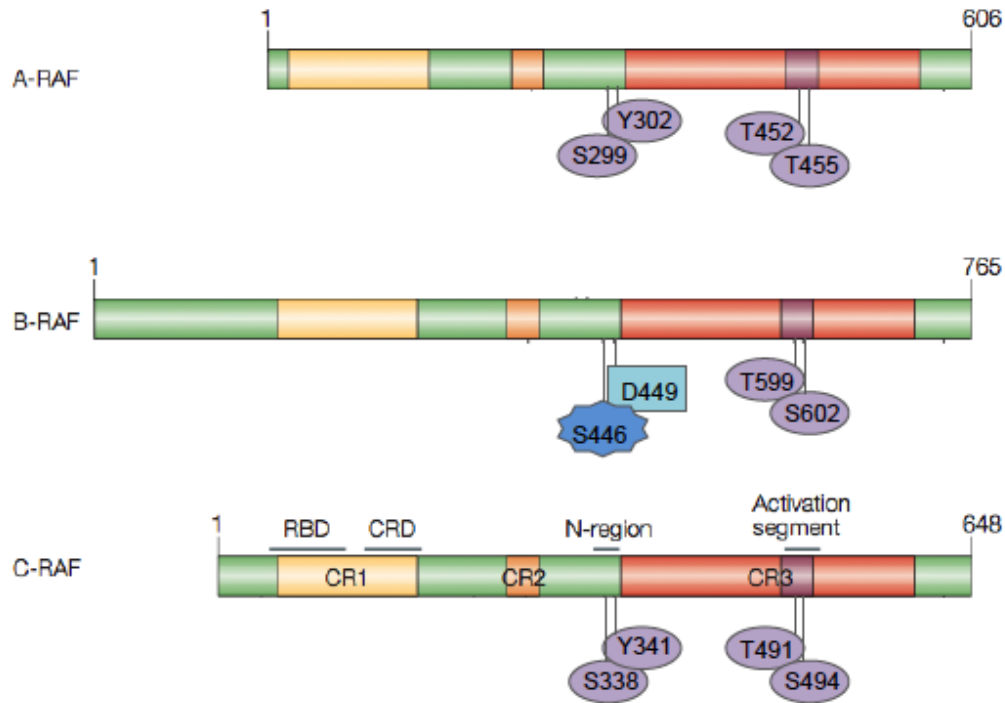 1 606
A-RAF
Y302
S299
T452
T455
1 765
B-RAF
D449
S446
T599
S602
1 RBD CRD N-region Activation segment 648
C-RAF
CR1 CR2 CR3
Y341
S338
T491
S494